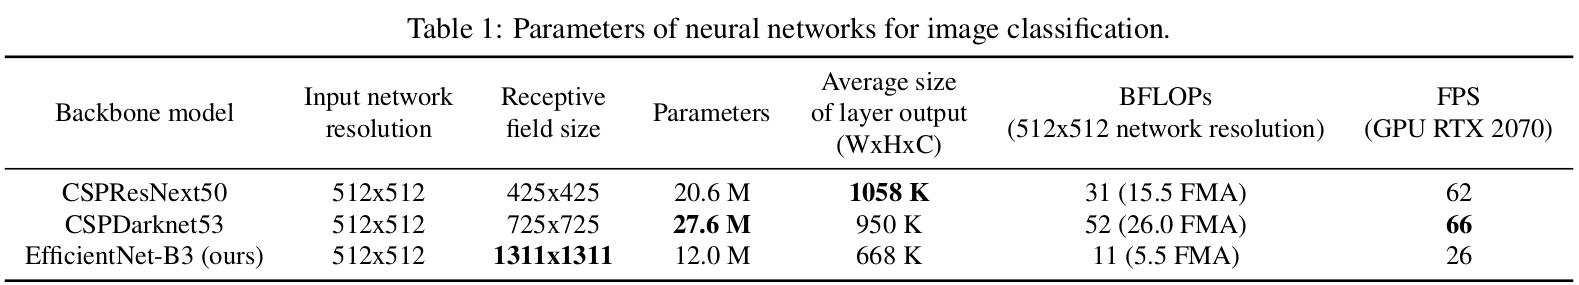 Table 1: Parameters of neural networks for image classification.
Backbone model Input network resolution Receptive field size Parameters Average size of layer output (WxHxC) BFLOPs (512x512 network resolution) FPS (GPU RTX 2070)
CSPResNext50 512x512 425x425 20.6 M 1058 K 31 (15.5 FMA) 62
CSPDarknet53 512x512 725x725 27.6 M 950 K 52 (26.0 FMA) 66
EfficientNet-B3 (ours) 512x512 1311x1311 12.0 M 668 K 11 (5.5 FMA) 26